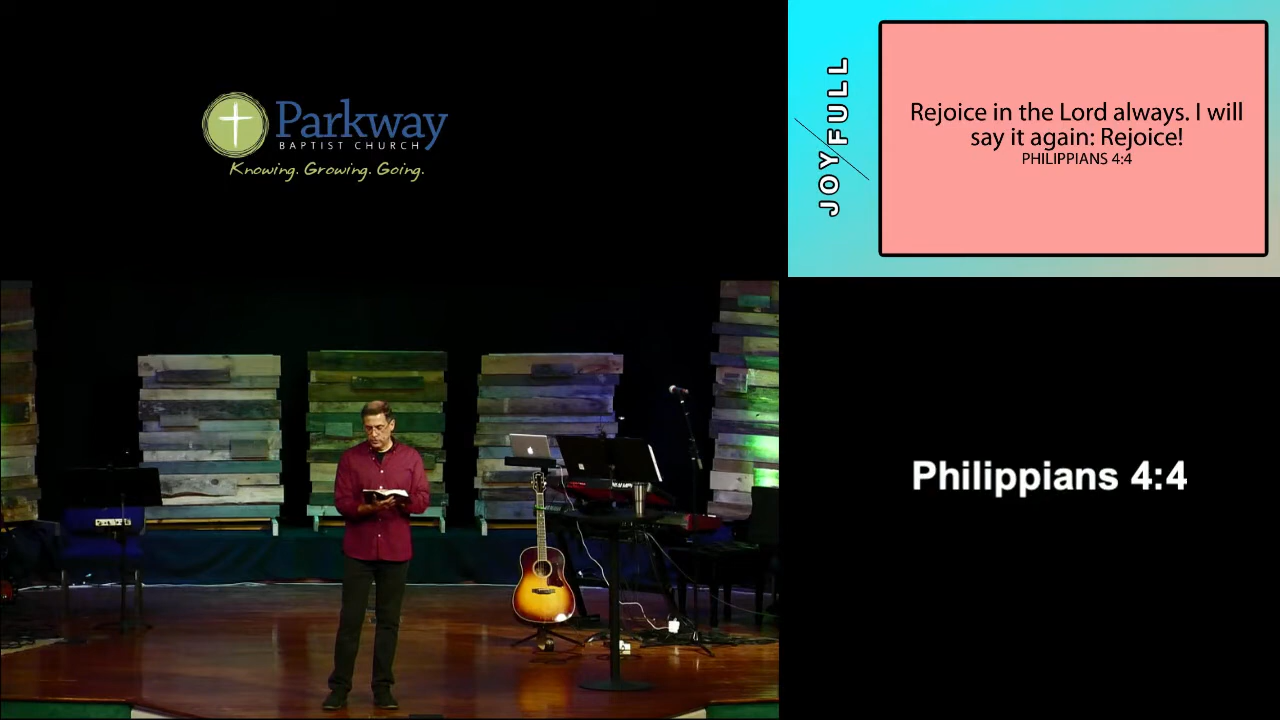 Parkway
BAPTIST CHURCH
Knowing. Growing. Going.
JOYFULL
Rejoice in the Lord always. I will
say it again: Rejoice!
PHILIPPIANS 4:4
Philippians 4:4